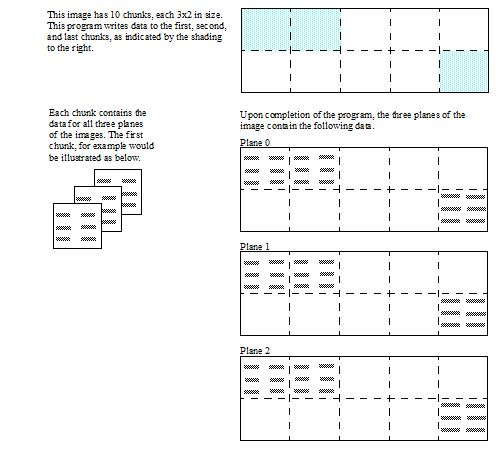 This image has 10 chunks, each 3x2 in size.
This program writes data to the first, second,
and last chunks, as indicated by the shading
to the right.
Each chunk contains the
data for all three planes
of the images. The first
chunk, for example would
be illustrated as below.
Upon completion of the program, the three planes of the
image contain the following data.
Plane 0
Plane 1
Plane 2